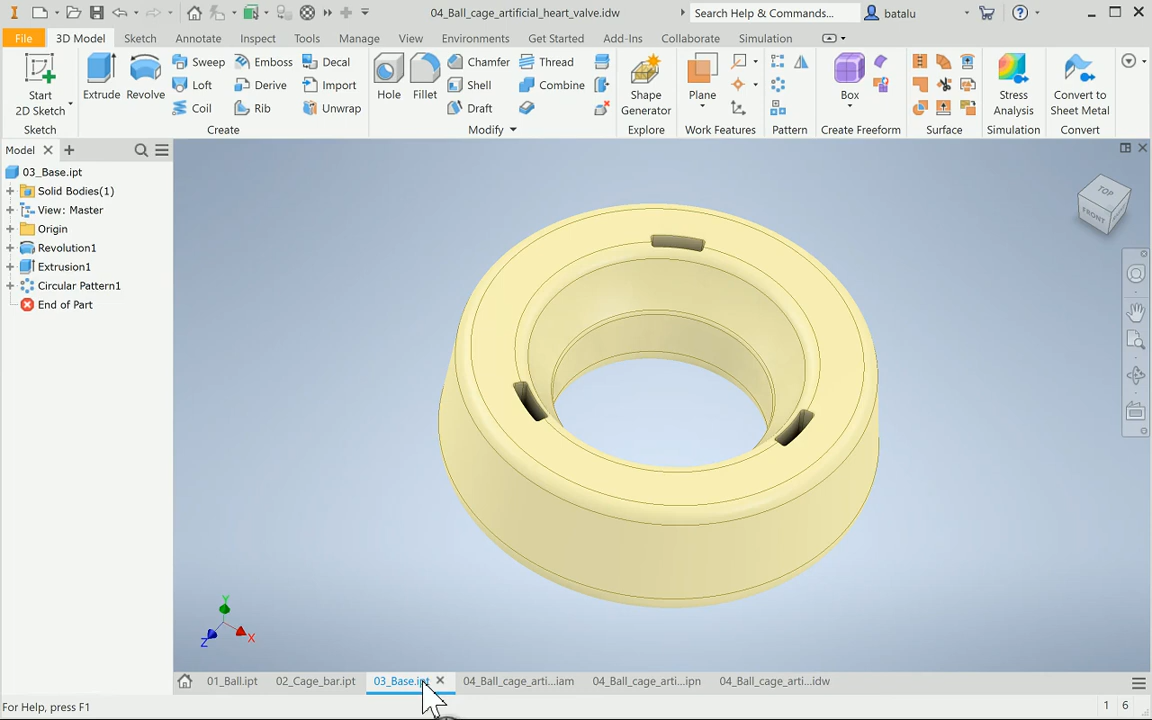 04_Ball_cage_artificial_heart_valve.idw
Search Help & Commands...
batalu
File
3D Model
Sketch
Annotate
Inspect
Tools
Manage
View
Environments
Get Started
Add-Ins
Collaborate
Simulation
Start
2D Sketch
Extrude
Revolve
Sweep
Loft
Coil
Emboss
Derive
Rib
Decal
Import
Unwrap
Hole
Fillet
Chamfer
Shell
Draft
Thread
Combine
Shape
Generator
Plane
Box
Stress
Analysis
Convert to
Sheet Metal
Sketch
Create
Modify
Explore
Work Features
Pattern
Create Freeform
Surface
Simulation
Convert
Model
03_Base.ipt
Solid Bodies(1)
View: Master
Origin
Revolution1
Extrusion1
Circular Pattern1
End of Part
TOP
FRONT
Y
Z
X
01_Ball.ipt
02_Cage_bar.ipt
03_Base.ipt
04_Ball_cage_arti...iam
04_Ball_cage_arti...ipn
04_Ball_cage_arti...idw
For Help, press F1
1 6